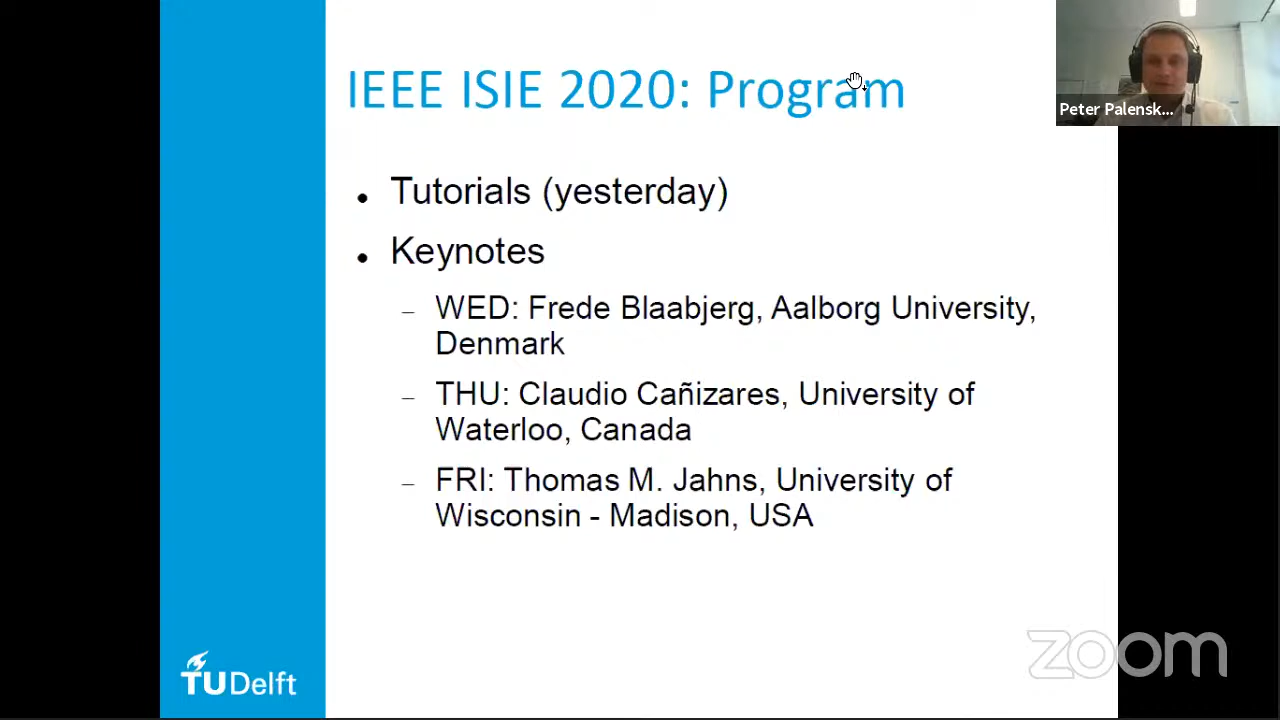 IEEE ISIE 2020: Program
Peter Palensk...
• Tutorials (yesterday)
• Keynotes
– WED: Frede Blaabjerg, Aalborg University,
Denmark
– THU: Claudio Cañizares, University of
Waterloo, Canada
– FRI: Thomas M. Jahns, University of
Wisconsin - Madison, USA
TUDelft
zoom